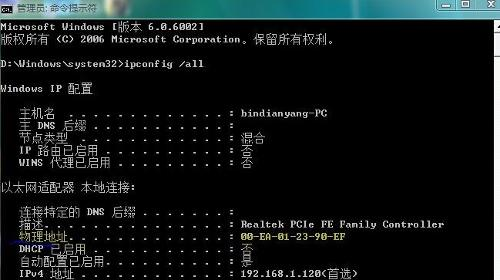 管理员: 命令提示符
Microsoft Windows [版本 6.0.6002]
版权所有 (C) 2006 Microsoft Corporation。保留所有权利。
D:\Windows\system32>ipconfig /all
Windows IP 配置
主机名 . . . . . . . . . . . . . : bindianyang-PC
主 DNS 后缀 . . . . . . . . . . . :
节点类型 . . . . . . . . . . . . : 混合
IP 路由已启用 . . . . . . . . . . : 否
WINS 代理已启用 . . . . . . . . . : 否
以太网适配器 本地连接:
连接特定的 DNS 后缀 . . . . . . . :
描述. . . . . . . . . . . . . . . : Realtek PCIe FE Family Controller
物理地址. . . . . . . . . . . . . : 00-EA-01-23-90-EF
DHCP 已启用 . . . . . . . . . . . : 否
自动配置已启用. . . . . . . . . . : 是
IPv4 地址 . . . . . . . . . . . . : 192.168.1.120(首选)